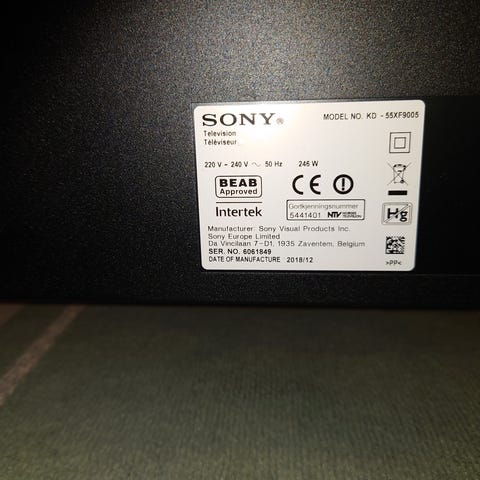 SONY®
MODEL NO. KD - 55XF9005
Television
Téléviseur
220 V - 240 V ~ 50 Hz 246 W
BEAB
Approved
CE
Intertek
Godkjenningsnummer
5441401 NTV
Hg
Manufacturer: Sony Visual Products Inc.
Sony Europe Limited
Da Vincilaan 7-D1, 1935 Zaventem, Belgium
SER. NO. 6061849
DATE OF MANUFACTURE 2018/12
>PP<